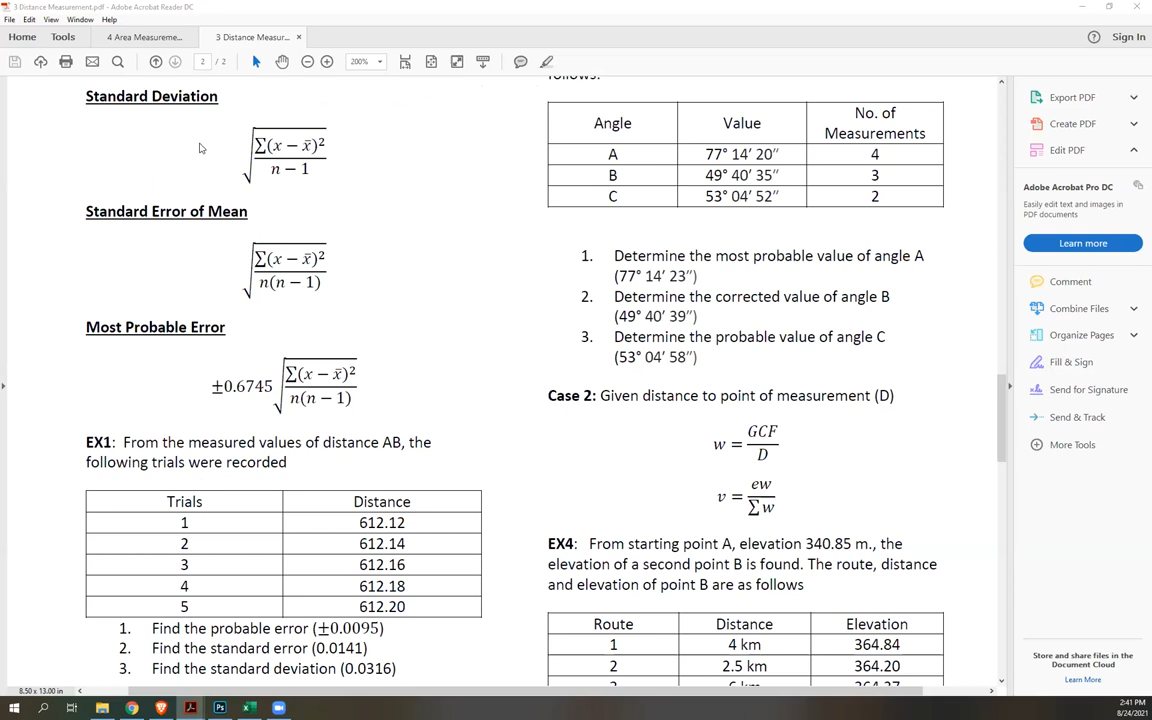 3 Distance Measurement.pdf - Adobe Acrobat Reader DC
File Edit View Window Help
Home Tools 4 Area Measureme... 3 Distance Measur... × Sign In
2 / 2 200%
Standard Deviation
√(∑(x − x̄)² / (n − 1))
Standard Error of Mean
√(∑(x − x̄)² / (n(n − 1)))
Most Probable Error
±0.6745 √(∑(x − x̄)² / (n(n − 1)))
EX1: From the measured values of distance AB, the
following trials were recorded
Trials Distance
1 612.12
2 612.14
3 612.16
4 612.18
5 612.20
1. Find the probable error (±0.0095)
2. Find the standard error (0.0141)
3. Find the standard deviation (0.0316)
8.50 x 13.00 in
follows:
Angle Value No. of
Measurements
A 77° 14′ 20″ 4
B 49° 40′ 35″ 3
C 53° 04′ 52″ 2
1. Determine the most probable value of angle A
(77° 14′ 23″)
2. Determine the corrected value of angle B
(49° 40′ 39″)
3. Determine the probable value of angle C
(53° 04′ 58″)
Case 2: Given distance to point of measurement (D)
w = GCF / D
v = ew / ∑w
EX4: From starting point A, elevation 340.85 m., the
elevation of a second point B is found. The route, distance
and elevation of point B are as follows
Route Distance Elevation
1 4 km 364.84
2 2.5 km 364.20
Export PDF
Create PDF
Edit PDF
Adobe Acrobat Pro DC
Easily edit text and images in
PDF documents
Learn more
Comment
Combine Files
Organize Pages
Fill & Sign
Send for Signature
Send & Track
More Tools
Store and share files in the
Document Cloud
Learn More
2:41 PM
8/24/2021